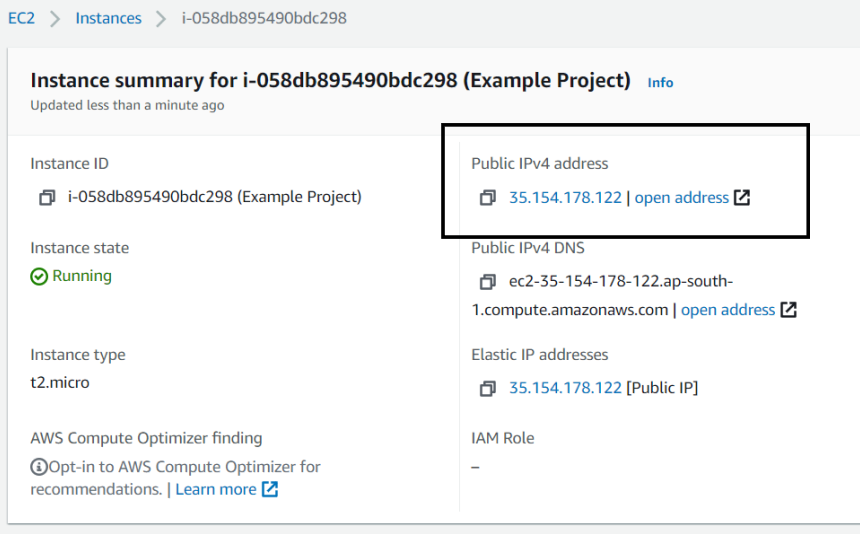 EC2 > Instances > i-058db895490bdc298
Instance summary for i-058db895490bdc298 (Example Project) Info
Updated less than a minute ago
Instance ID
i-058db895490bdc298 (Example Project)
Public IPv4 address
35.154.178.122 | open address
Instance state
Running
Public IPv4 DNS
ec2-35-154-178-122.ap-south-
1.compute.amazonaws.com | open address
Instance type
t2.micro
Elastic IP addresses
35.154.178.122 [Public IP]
AWS Compute Optimizer finding
Opt-in to AWS Compute Optimizer for
recommendations. | Learn more
IAM Role
–